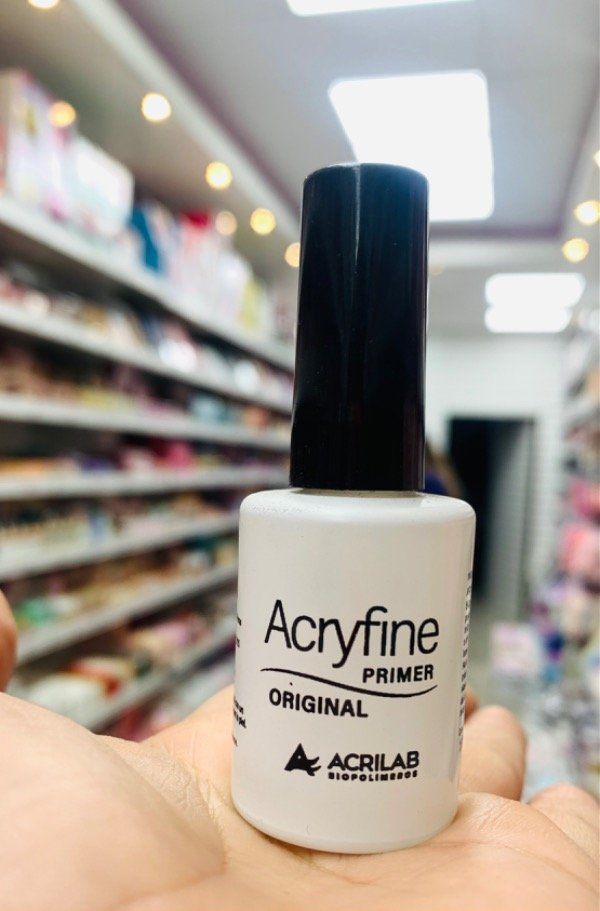 Acryfine
PRIMER
ORIGINAL
ACRILAB
BIOPOLIMEROS